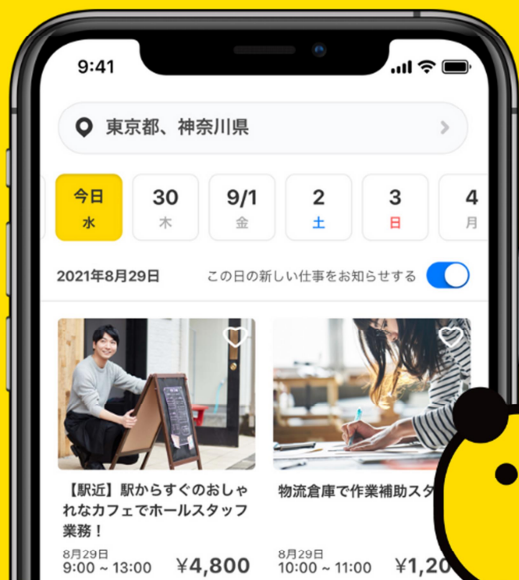 9:41
東京都、神奈川県
今日 30 9/1 2 3 4
水 木 金 土 日 月
2021年8月29日 この日の新しい仕事をお知らせする
【駅近】駅からすぐのおしゃ
れなカフェでホールスタッフ
業務！
8月29日
9:00 ~ 13:00 ¥4,800
物流倉庫で作業補助スタ
8月29日
10:00 ~ 11:00 ¥1,20